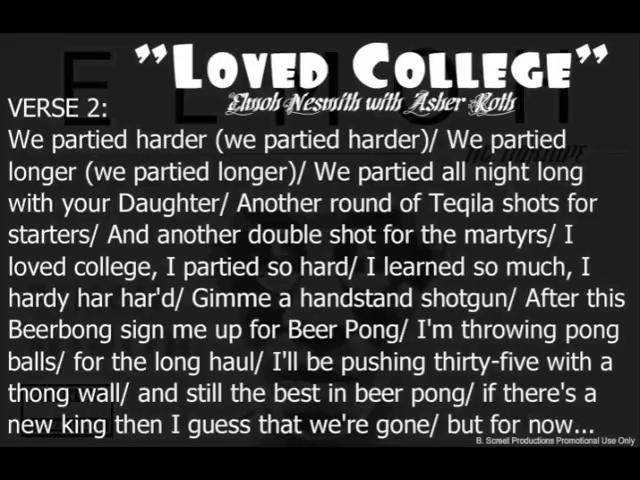 "LOVED COLLEGE"
Elmoh Nesmith with Asher Roth
VERSE 2:
We partied harder (we partied harder)/ We partied
longer (we partied longer)/ We partied all night long
with your Daughter/ Another round of Teqila shots for
starters/ And another double shot for the martyrs/ I
loved college, I partied so hard/ I learned so much, I
hardy har har'd/ Gimme a handstand shotgun/ After this
Beerbong sign me up for Beer Pong/ I'm throwing pong
balls/ for the long haul/ I'll be pushing thirty-five with a
thong wall/ and still the best in beer pong/ if there's a
new king then I guess that we're gone/ but for now...
B. Screel Productions Promotional Use Only